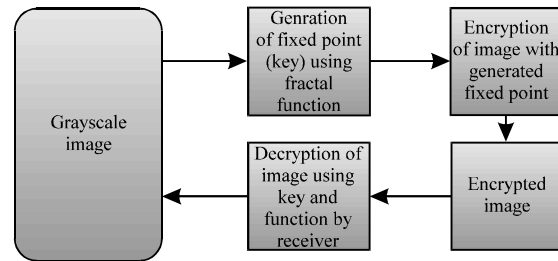 Grayscale
image
Genration
of fixed point
(key) using
fractal
function
Encryption
of image with
generated
fixed point
Encrypted
image
Decryption of
image using
key and
function by
receiver